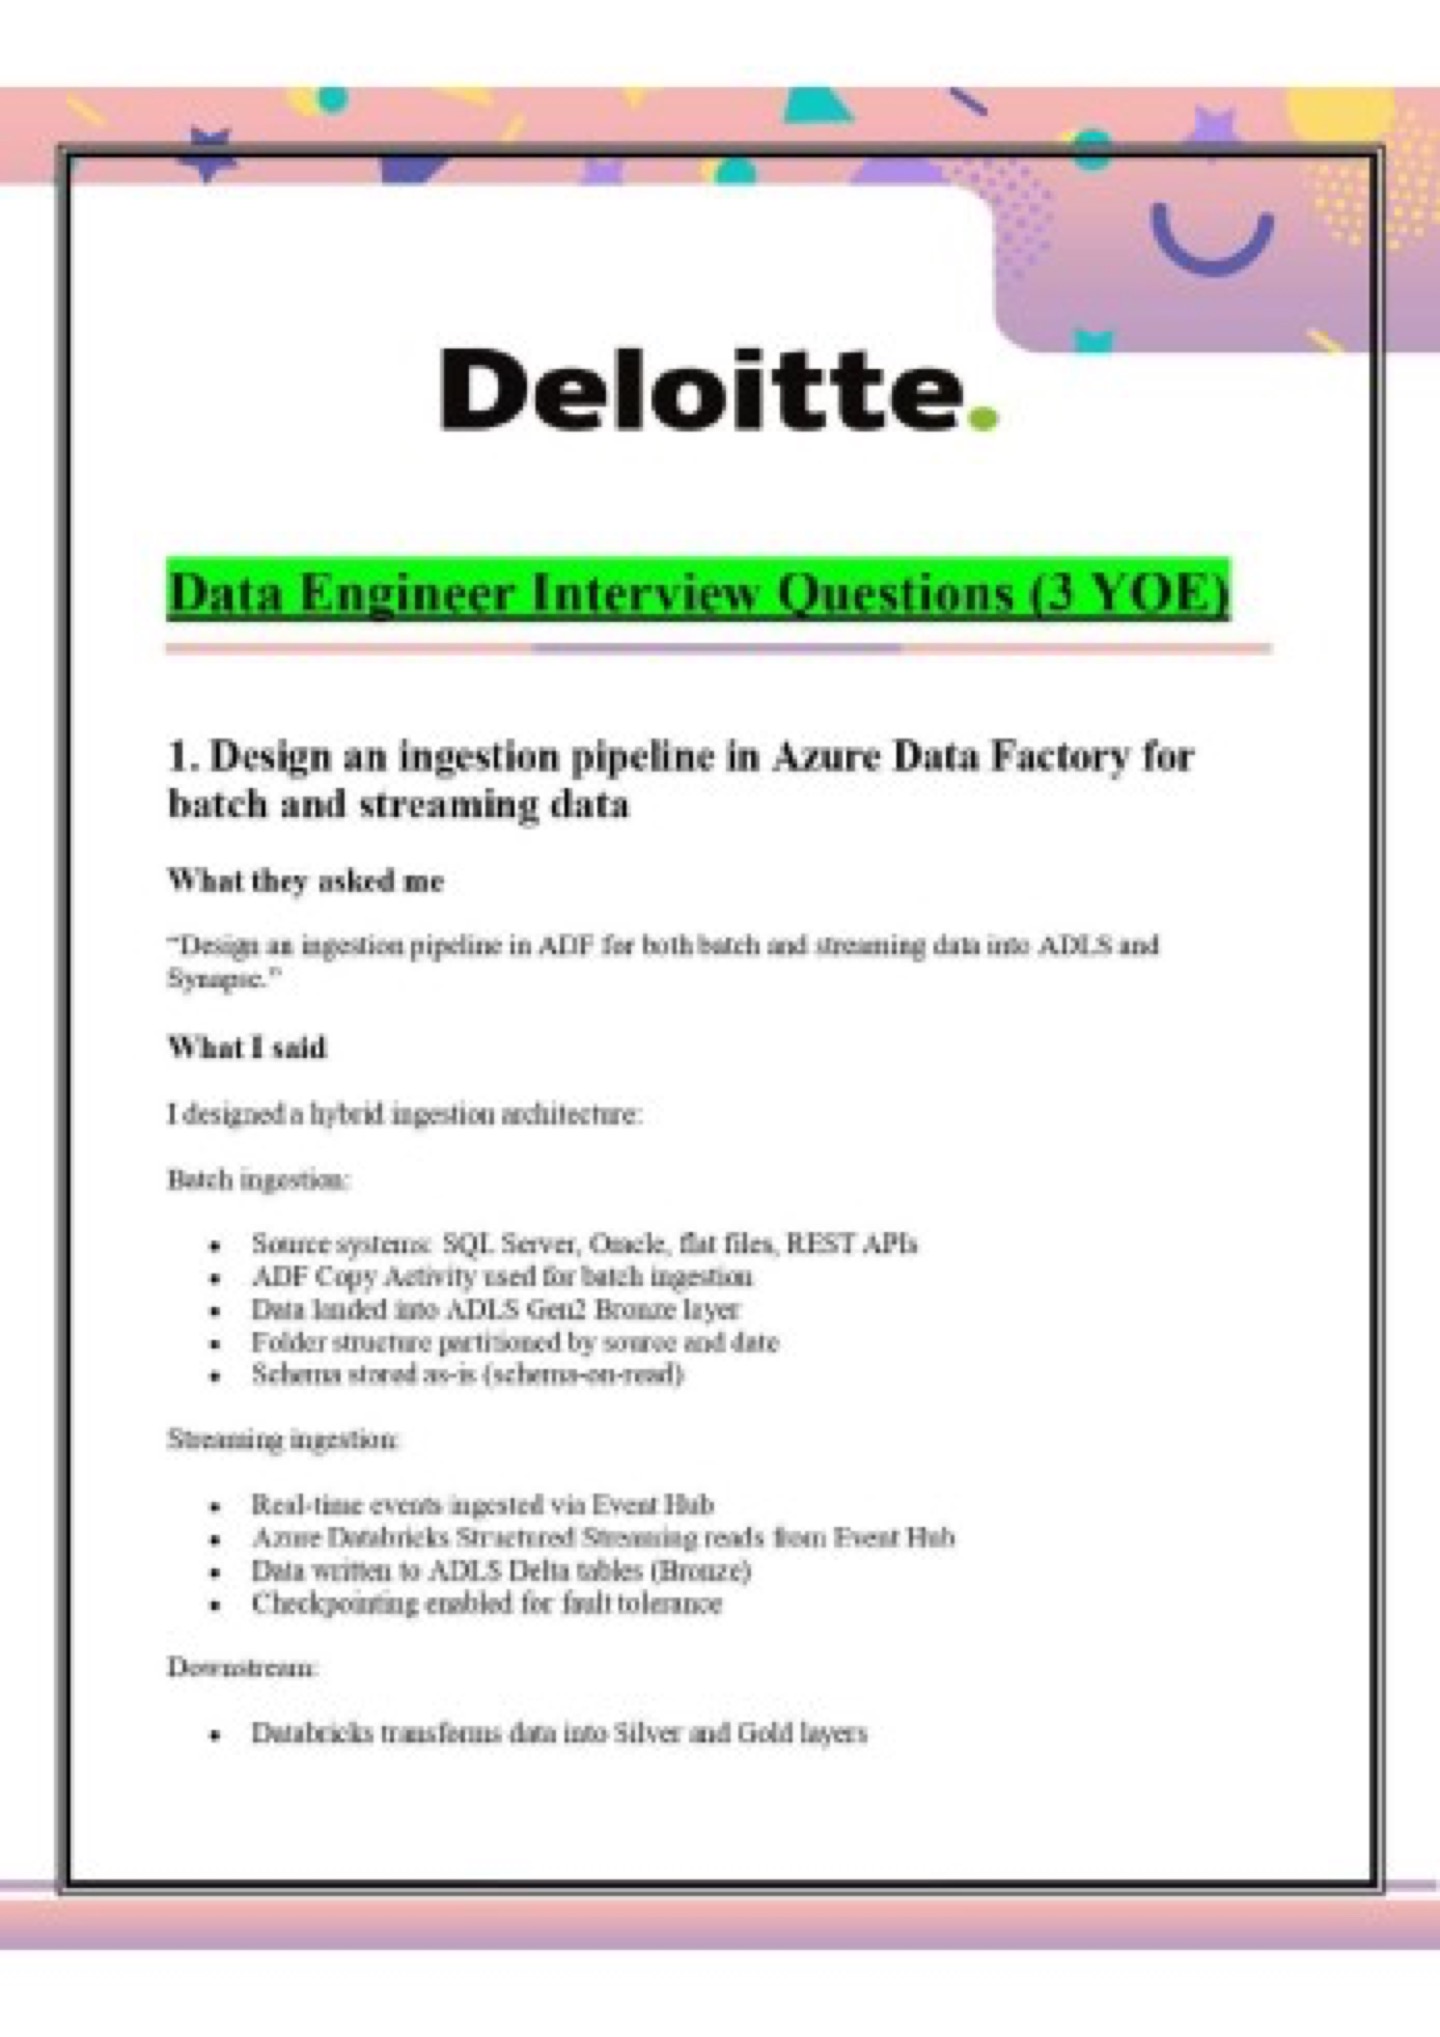 Deloitte.
Data Engineer Interview Questions (3 YOE)
1. Design an ingestion pipeline in Azure Data Factory for
batch and streaming data
What they asked me
“Design an ingestion pipeline in ADF for both batch and streaming data into ADLS and
Synapse.”
What I said
I designed a hybrid ingestion architecture:
Batch ingestion:
• Source systems: SQL Server, Oracle, flat files, REST APIs
• ADF Copy Activity used for batch ingestion
• Data landed into ADLS Gen2 Bronze layer
• Folder structure partitioned by source and date
• Schema stored as-is (schema-on-read)
Streaming ingestion:
• Real-time events ingested via Event Hub
• Azure Databricks Structured Streaming reads from Event Hub
• Data written to ADLS Delta tables (Bronze)
• Checkpointing enabled for fault tolerance
Downstream:
• Databricks transforms data into Silver and Gold layers